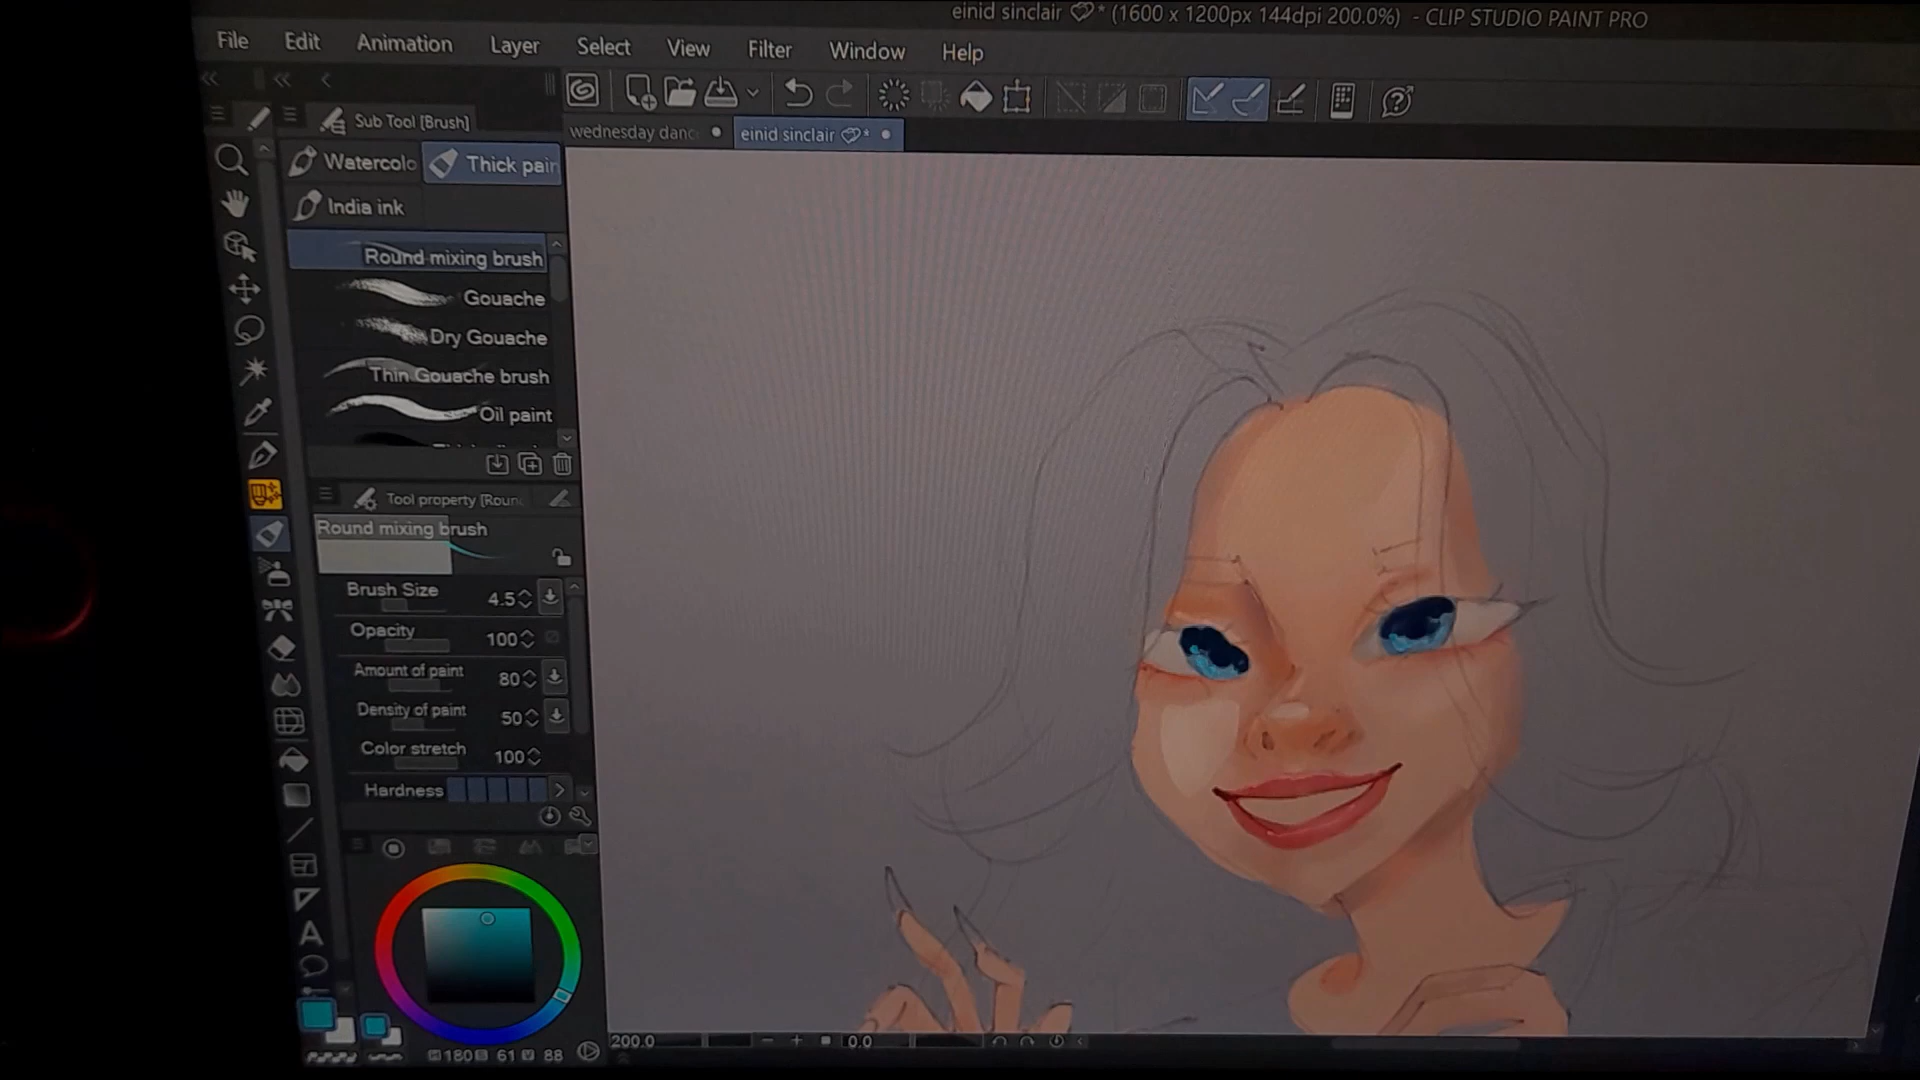 einid sinclair * (1600 x 1200px 144dpi 200.0%) - CLIP STUDIO PAINT PRO
File Edit Animation Layer Select View Filter Window Help
Sub Tool [Brush]
wednesday danc
einid sinclair *
Watercolo
Thick pain
India ink
Round mixing brush
Gouache
Dry Gouache
Thin Gouache brush
Oil paint
Tool property [Roun
Round mixing brush
Brush Size 4.5
Opacity 100
Amount of paint 80
Density of paint 50
Color stretch 100
Hardness
A
200.0
0.0
H 180 S 61 V 88